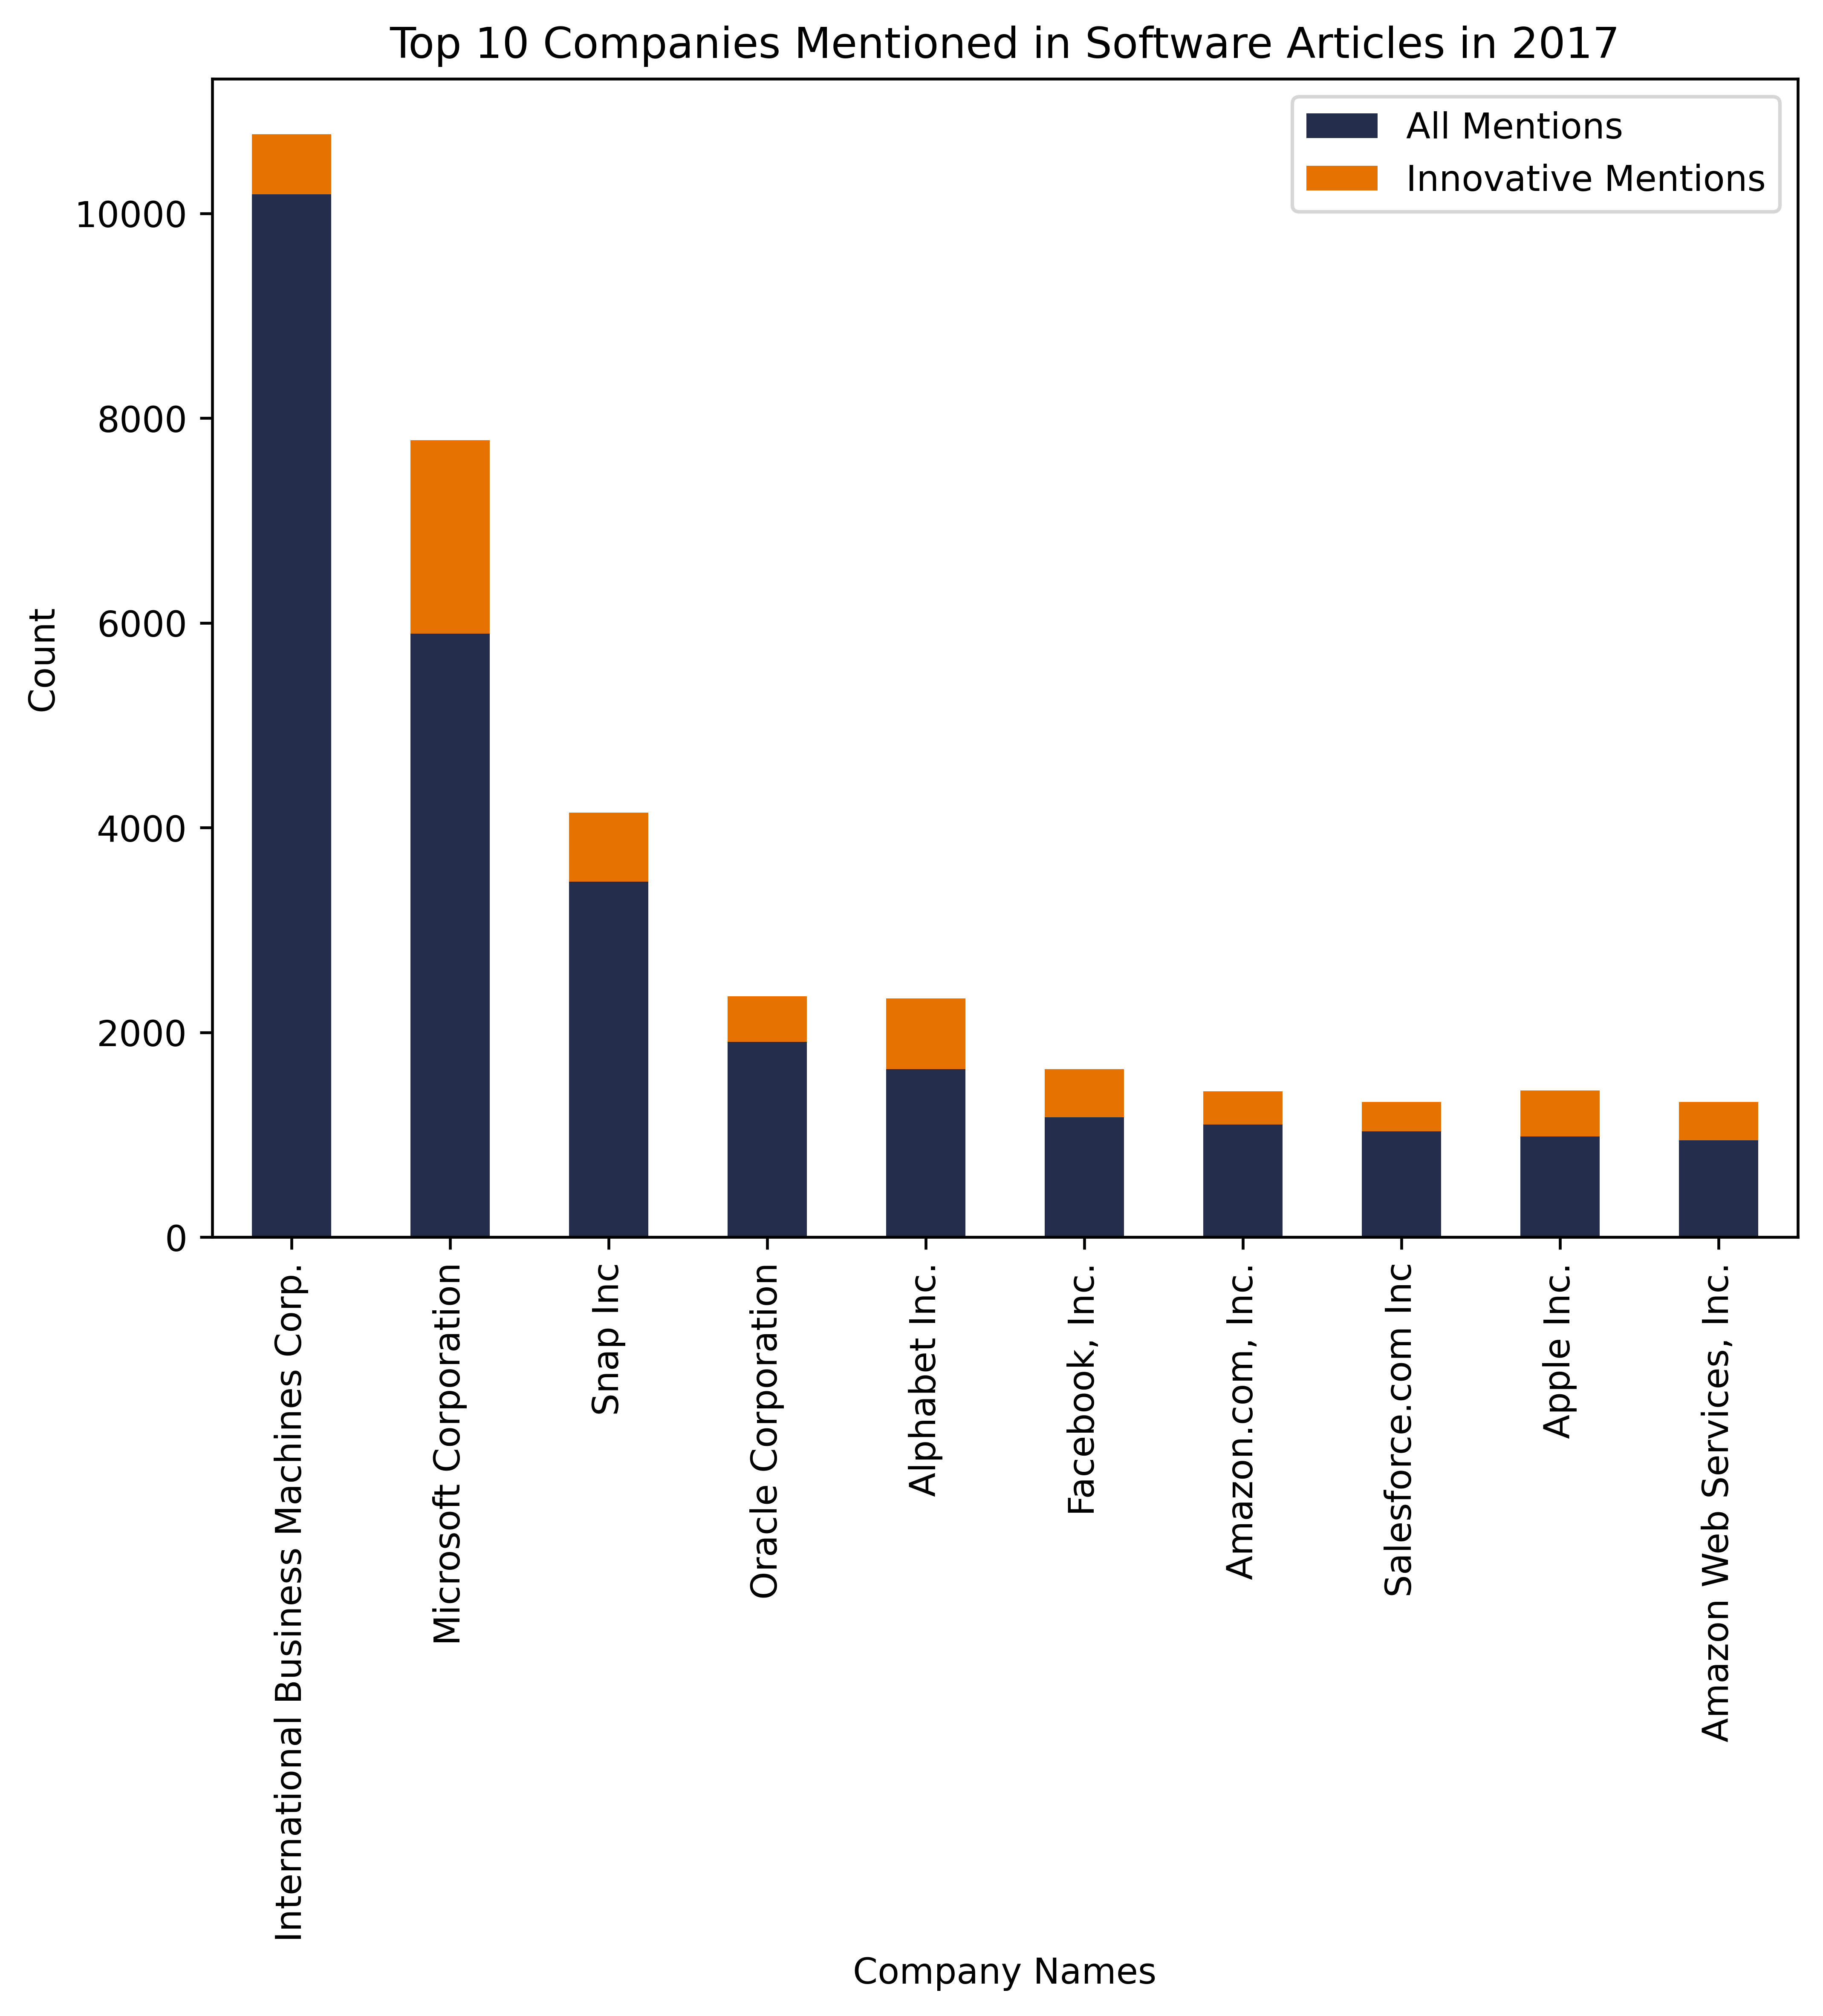 Top 10 Companies Mentioned in Software Articles in 2017
All Mentions
Innovative Mentions
Count
10000
8000
6000
4000
2000
0
International Business Machines Corp.
Microsoft Corporation
Snap Inc
Oracle Corporation
Alphabet Inc.
Facebook, Inc.
Amazon.com, Inc.
Salesforce.com Inc
Apple Inc.
Amazon Web Services, Inc.
Company Names